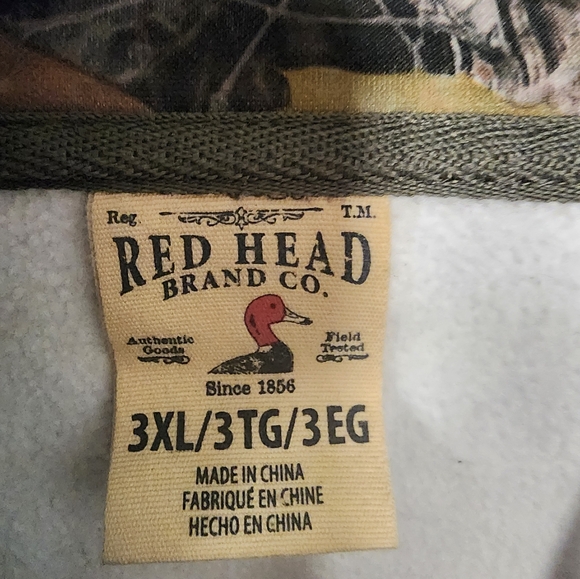 Reg. T.M.
RED HEAD
BRAND CO.
Authentic Field
Goods Tested
Since 1856
3XL/3TG/3EG
MADE IN CHINA
FABRIQUÉ EN CHINE
HECHO EN CHINA